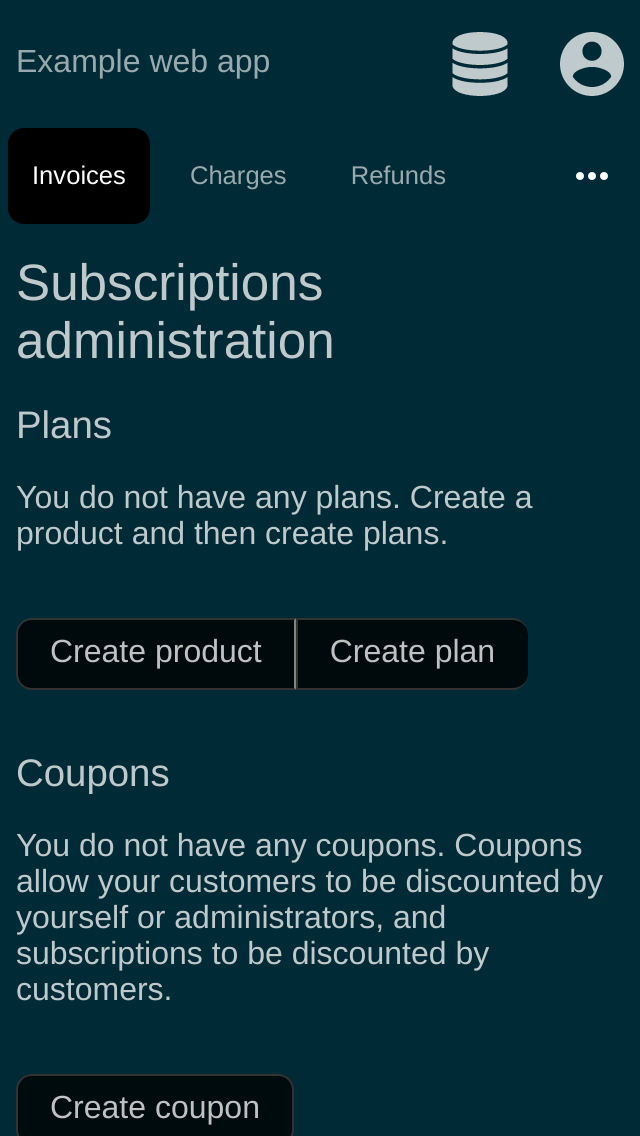 Example web app
Invoices Charges Refunds
Subscriptions
administration
Plans
You do not have any plans. Create a
product and then create plans.
Create product Create plan
Coupons
You do not have any coupons. Coupons
allow your customers to be discounted by
yourself or administrators, and
subscriptions to be discounted by
customers.
Create coupon